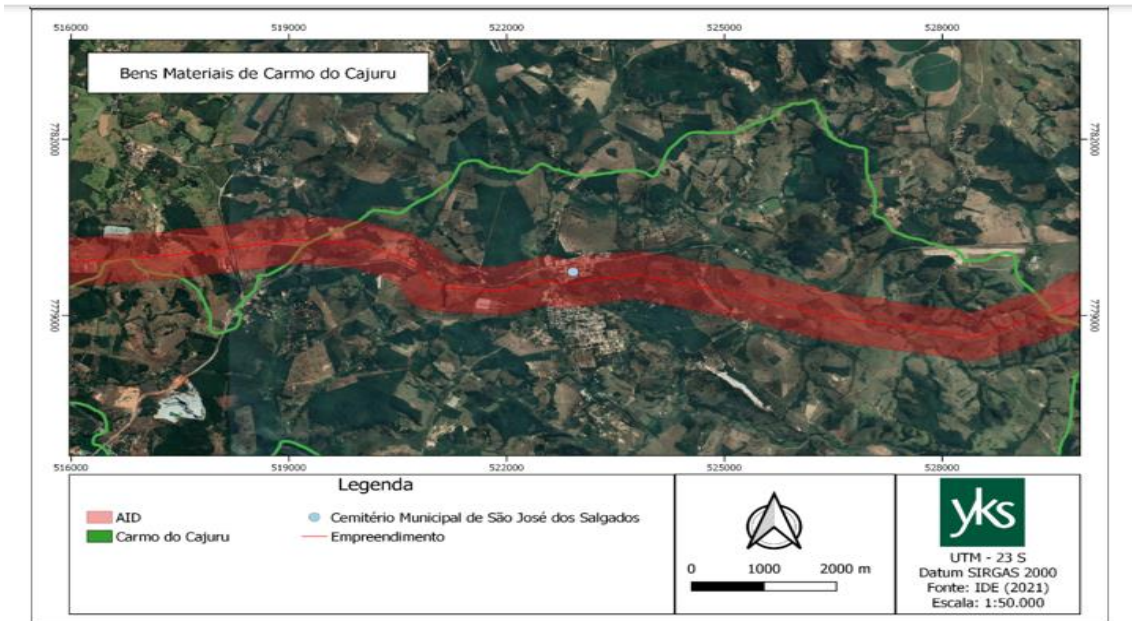 516000 519000 522000 525000 528000
Bens Materiais de Carmo do Cajuru
7782000 7782000
7779000 7779000
516000 519000 522000 525000 528000
Legenda
AID
Carmo do Cajuru
Cemitério Municipal de São José dos Salgados
Empreendimento
0 1000 2000 m
yks
UTM - 23 S
Datum SIRGAS 2000
Fonte: IDE (2021)
Escala: 1:50.000